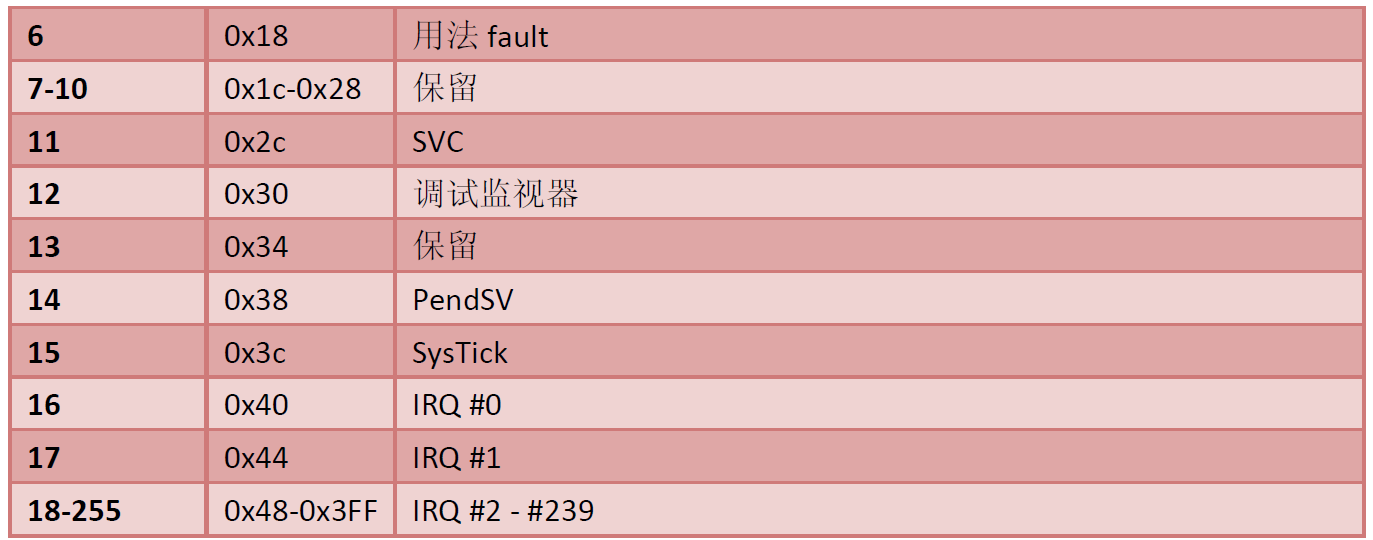 6 0x18 用法 fault
7-10 0x1c-0x28 保留
11 0x2c SVC
12 0x30 调试监视器
13 0x34 保留
14 0x38 PendSV
15 0x3c SysTick
16 0x40 IRQ #0
17 0x44 IRQ #1
18-255 0x48-0x3FF IRQ #2 - #239